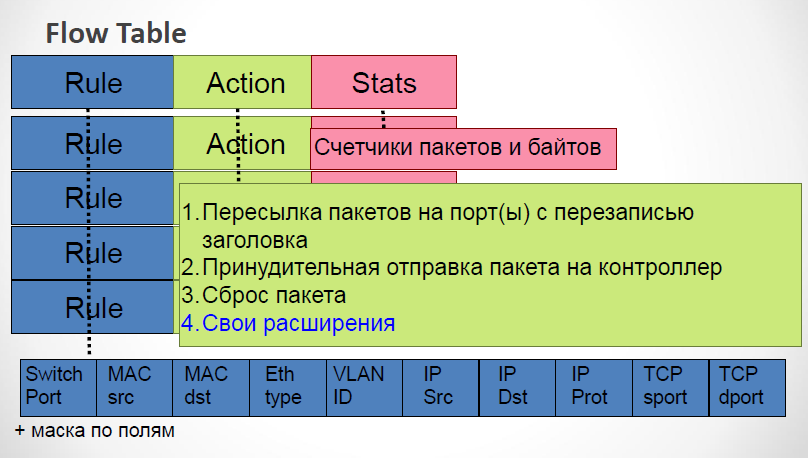 Flow Table
Rule Action Stats
Rule Action
Счетчики пакетов и байтов
Rule
1. Пересылка пакетов на порт(ы) с перезаписью
заголовка
Rule
2. Принудительная отправка пакета на контроллер
3. Сброс пакета
Rule
4. Свои расширения
Switch Port MAC src MAC dst Eth type VLAN ID IP Src IP Dst IP Prot TCP sport TCP dport
+ маска по полям